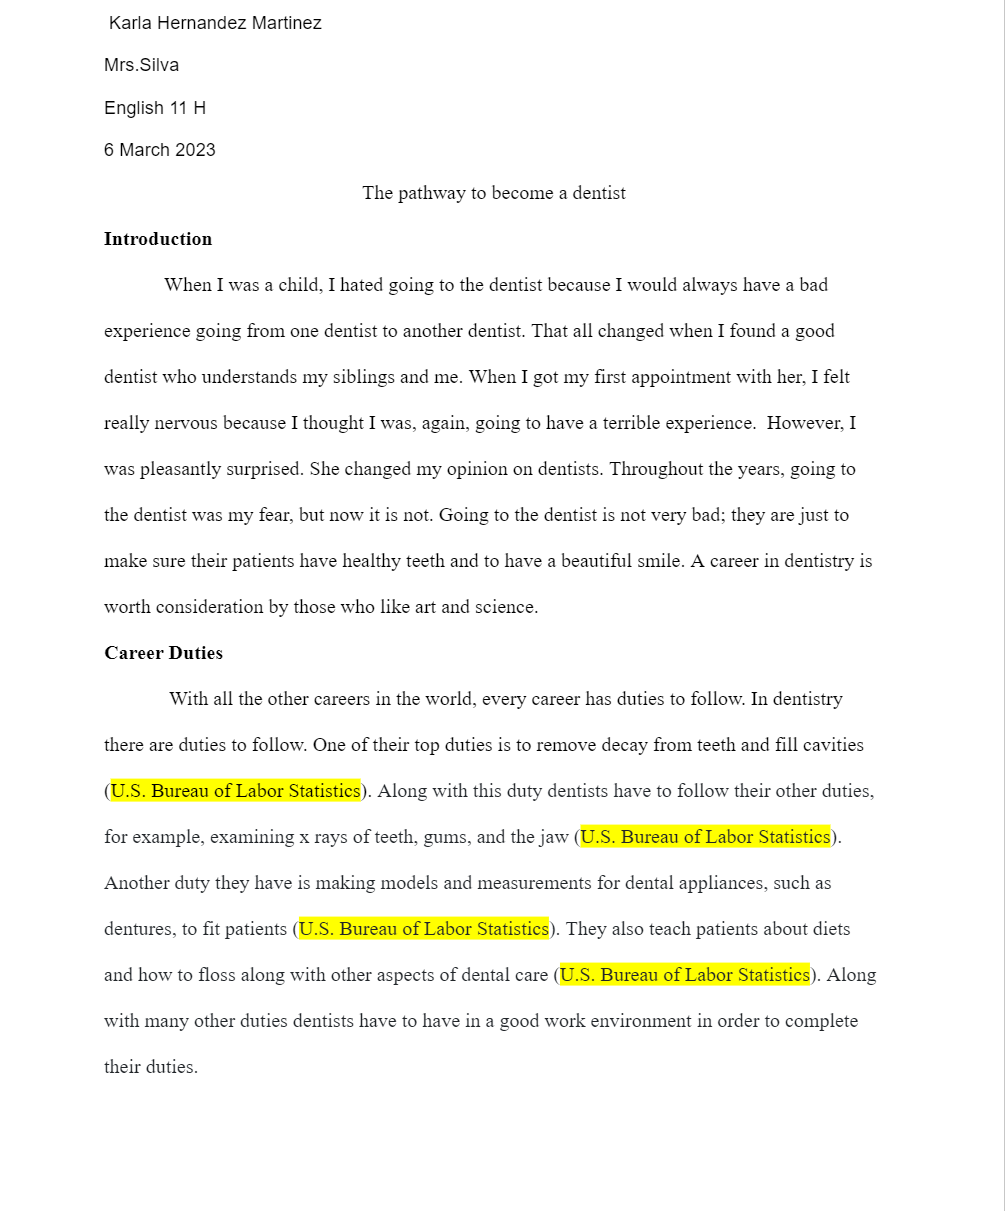 Karla Hernandez Martinez
Mrs.Silva
English 11 H
6 March 2023
The pathway to become a dentist
Introduction
When I was a child, I hated going to the dentist because I would always have a bad
experience going from one dentist to another dentist. That all changed when I found a good
dentist who understands my siblings and me. When I got my first appointment with her, I felt
really nervous because I thought I was, again, going to have a terrible experience.  However, I
was pleasantly surprised. She changed my opinion on dentists. Throughout the years, going to
the dentist was my fear, but now it is not. Going to the dentist is not very bad; they are just to
make sure their patients have healthy teeth and to have a beautiful smile. A career in dentistry is
worth consideration by those who like art and science.
Career Duties
With all the other careers in the world, every career has duties to follow. In dentistry
there are duties to follow. One of their top duties is to remove decay from teeth and fill cavities
(U.S. Bureau of Labor Statistics). Along with this duty dentists have to follow their other duties,
for example, examining x rays of teeth, gums, and the jaw (U.S. Bureau of Labor Statistics).
Another duty they have is making models and measurements for dental appliances, such as
dentures, to fit patients (U.S. Bureau of Labor Statistics). They also teach patients about diets
and how to floss along with other aspects of dental care (U.S. Bureau of Labor Statistics). Along
with many other duties dentists have to have in a good work environment in order to complete
their duties.